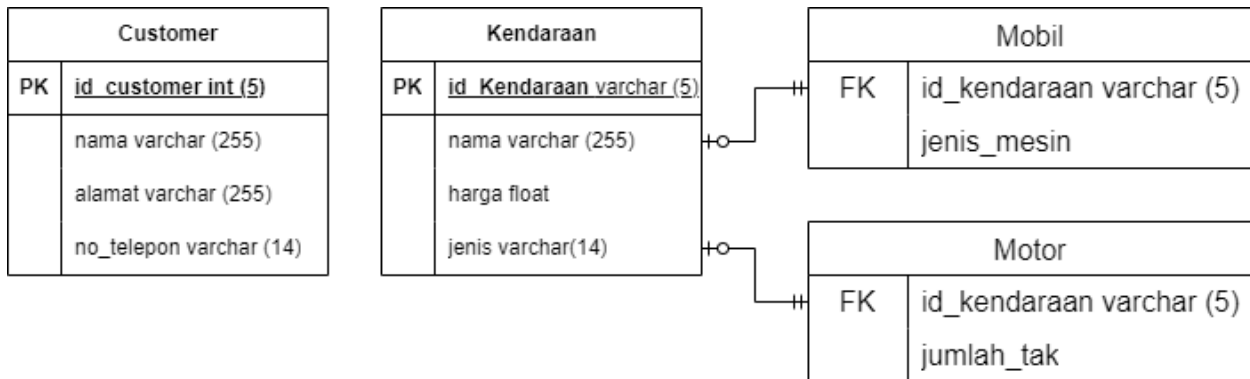 Customer
PK id_customer int (5)
nama varchar (255)
alamat varchar (255)
no_telepon varchar (14)
Kendaraan
PK id_Kendaraan varchar (5)
nama varchar (255)
harga float
jenis varchar(14)
Mobil
FK id_kendaraan varchar (5)
jenis_mesin
Motor
FK id_kendaraan varchar (5)
jumlah_tak